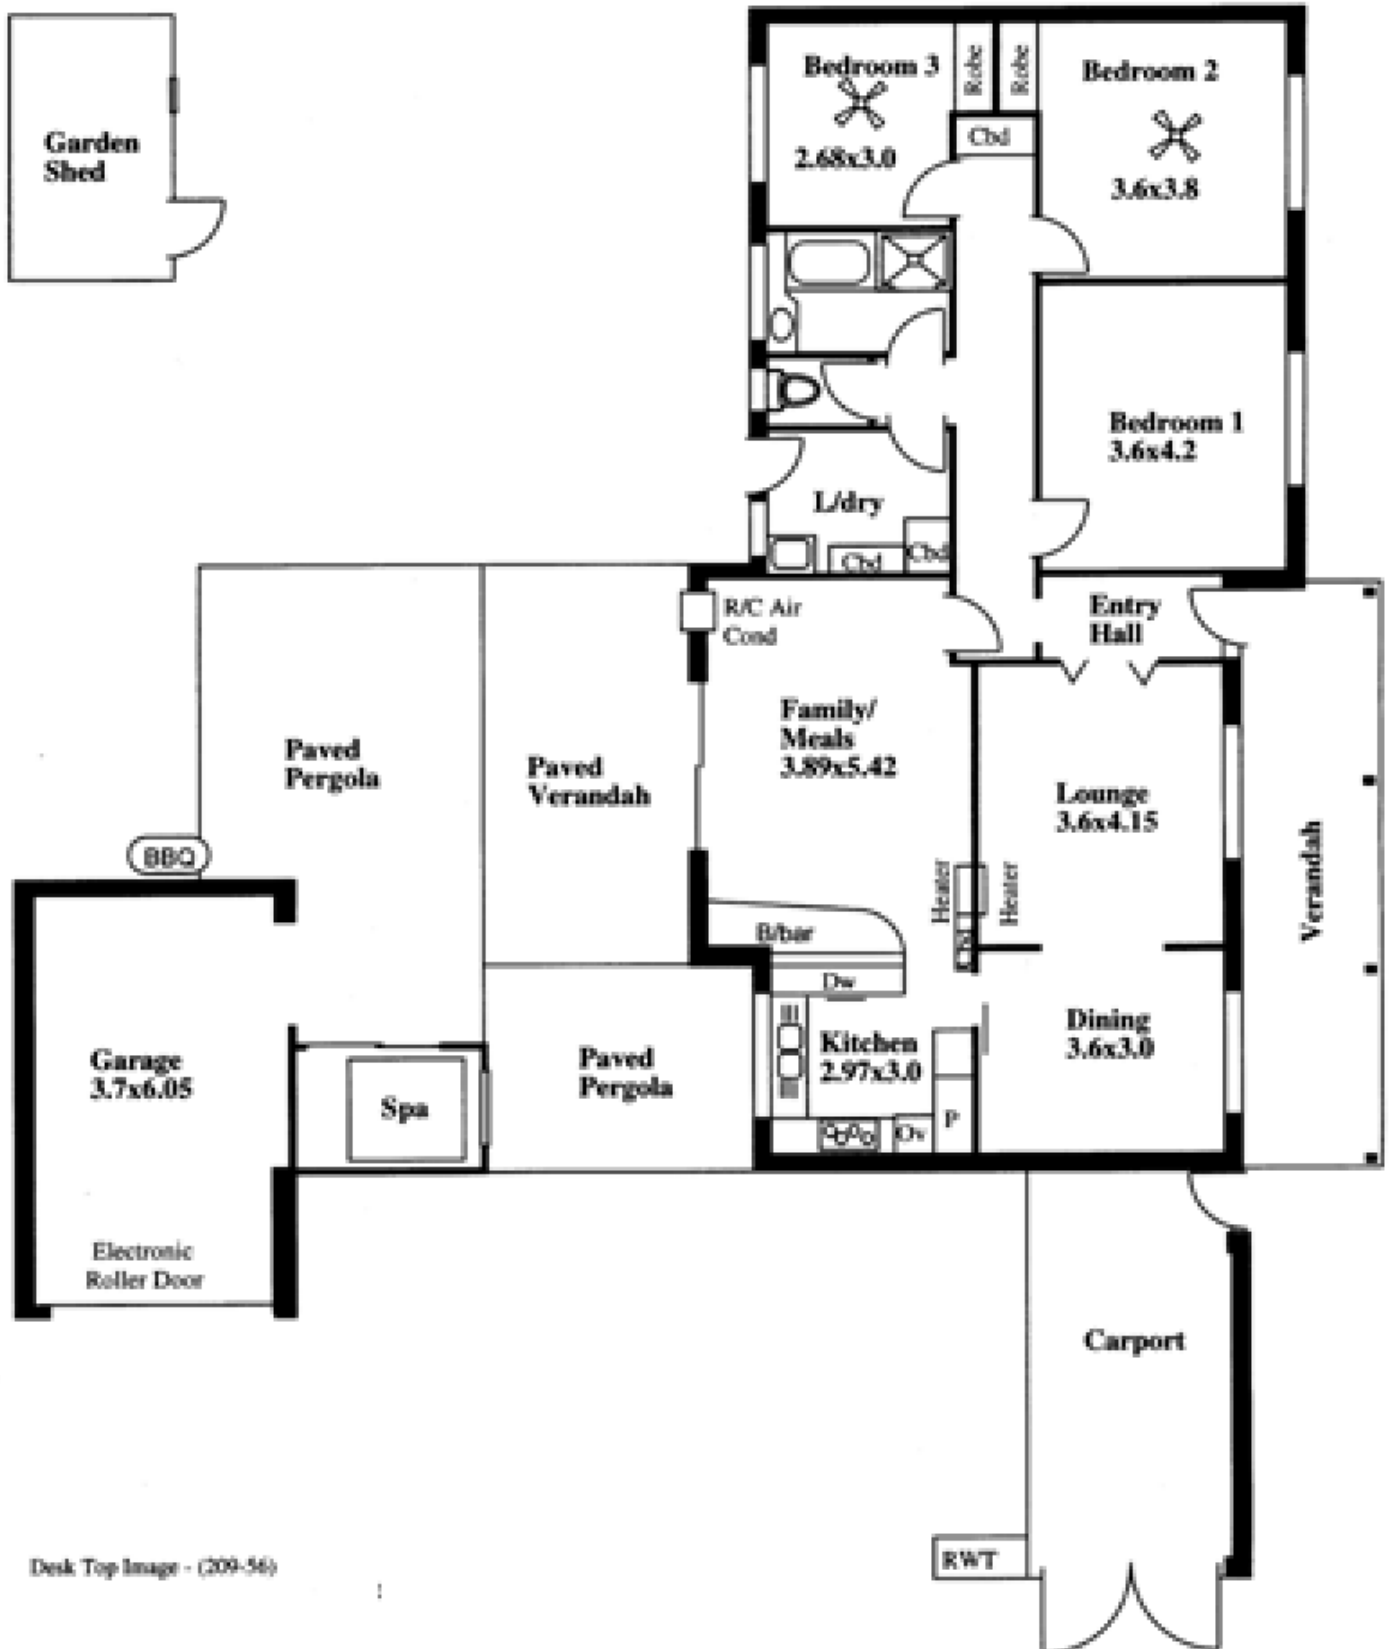 Garden
Shed
Bedroom 3
2.68x3.0
Robe
Robe
Cbd
Bedroom 2
3.6x3.8
Bedroom 1
3.6x4.2
L/dry
Cbd
Cbd
R/C Air
Cond
Entry
Hall
Family/
Meals
3.89x5.42
Paved
Pergola
Paved
Verandah
Lounge
3.6x4.15
Verandah
BBQ
Heater
Heater
B/bar
Cbd
Dw
Kitchen
2.97x3.0
Dining
3.6x3.0
Garage
3.7x6.05
Spa
Paved
Pergola
P
Ov
Electronic
Roller Door
Carport
RWT
Desk Top Image - (209-56)